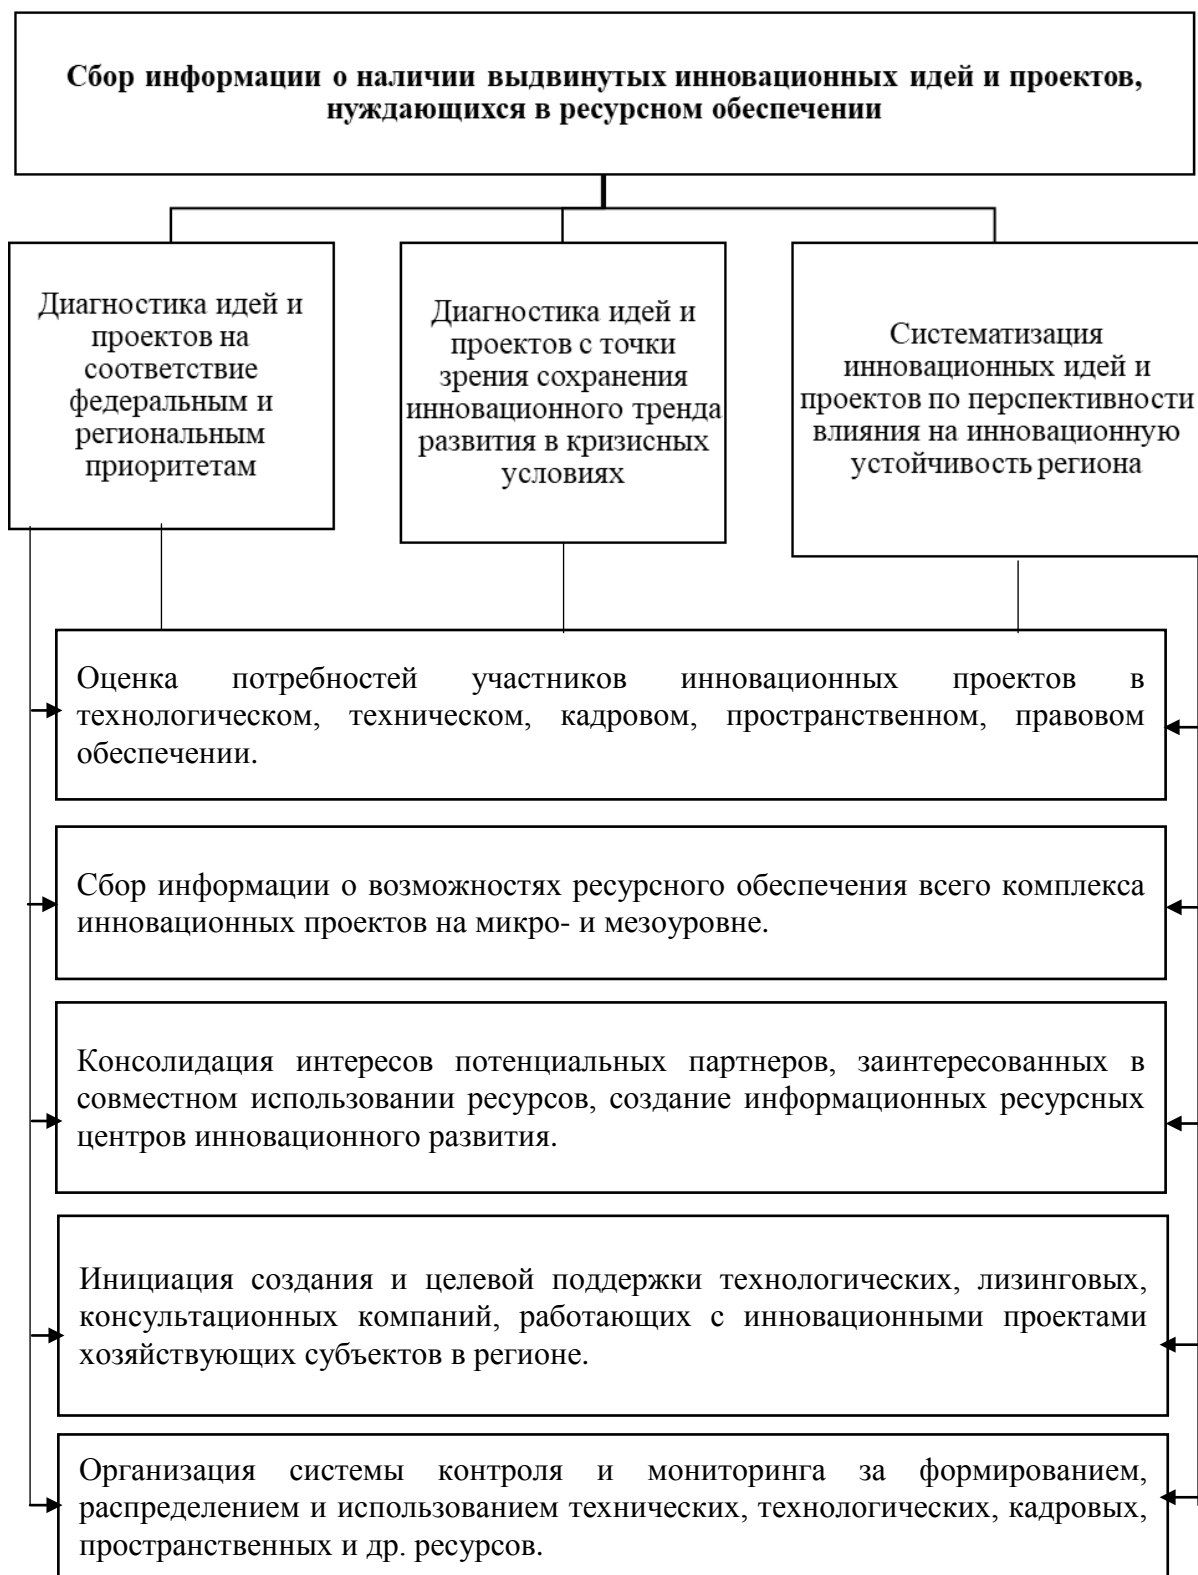 Сбор информации о наличии выдвинутых инновационных идей и проектов,
нуждающихся в ресурсном обеспечении
Диагностика идей и
проектов на
соответствие
федеральным и
региональным
приоритетам
Диагностика идей и
проектов с точки
зрения сохранения
инновационного тренда
развития в кризисных
условиях
Систематизация
инновационных идей и
проектов по перспективности
влияния на инновационную
устойчивость региона
Оценка потребностей участников инновационных проектов в
технологическом, техническом, кадровом, пространственном, правовом
обеспечении.
Сбор информации о возможностях ресурсного обеспечения всего комплекса
инновационных проектов на микро- и мезоуровне.
Консолидация интересов потенциальных партнеров, заинтересованных в
совместном использовании ресурсов, создание информационных ресурсных
центров инновационного развития.
Инициация создания и целевой поддержки технологических, лизинговых,
консультационных компаний, работающих с инновационными проектами
хозяйствующих субъектов в регионе.
Организация системы контроля и мониторинга за формированием,
распределением и использованием технических, технологических, кадровых,
пространственных и др. ресурсов.